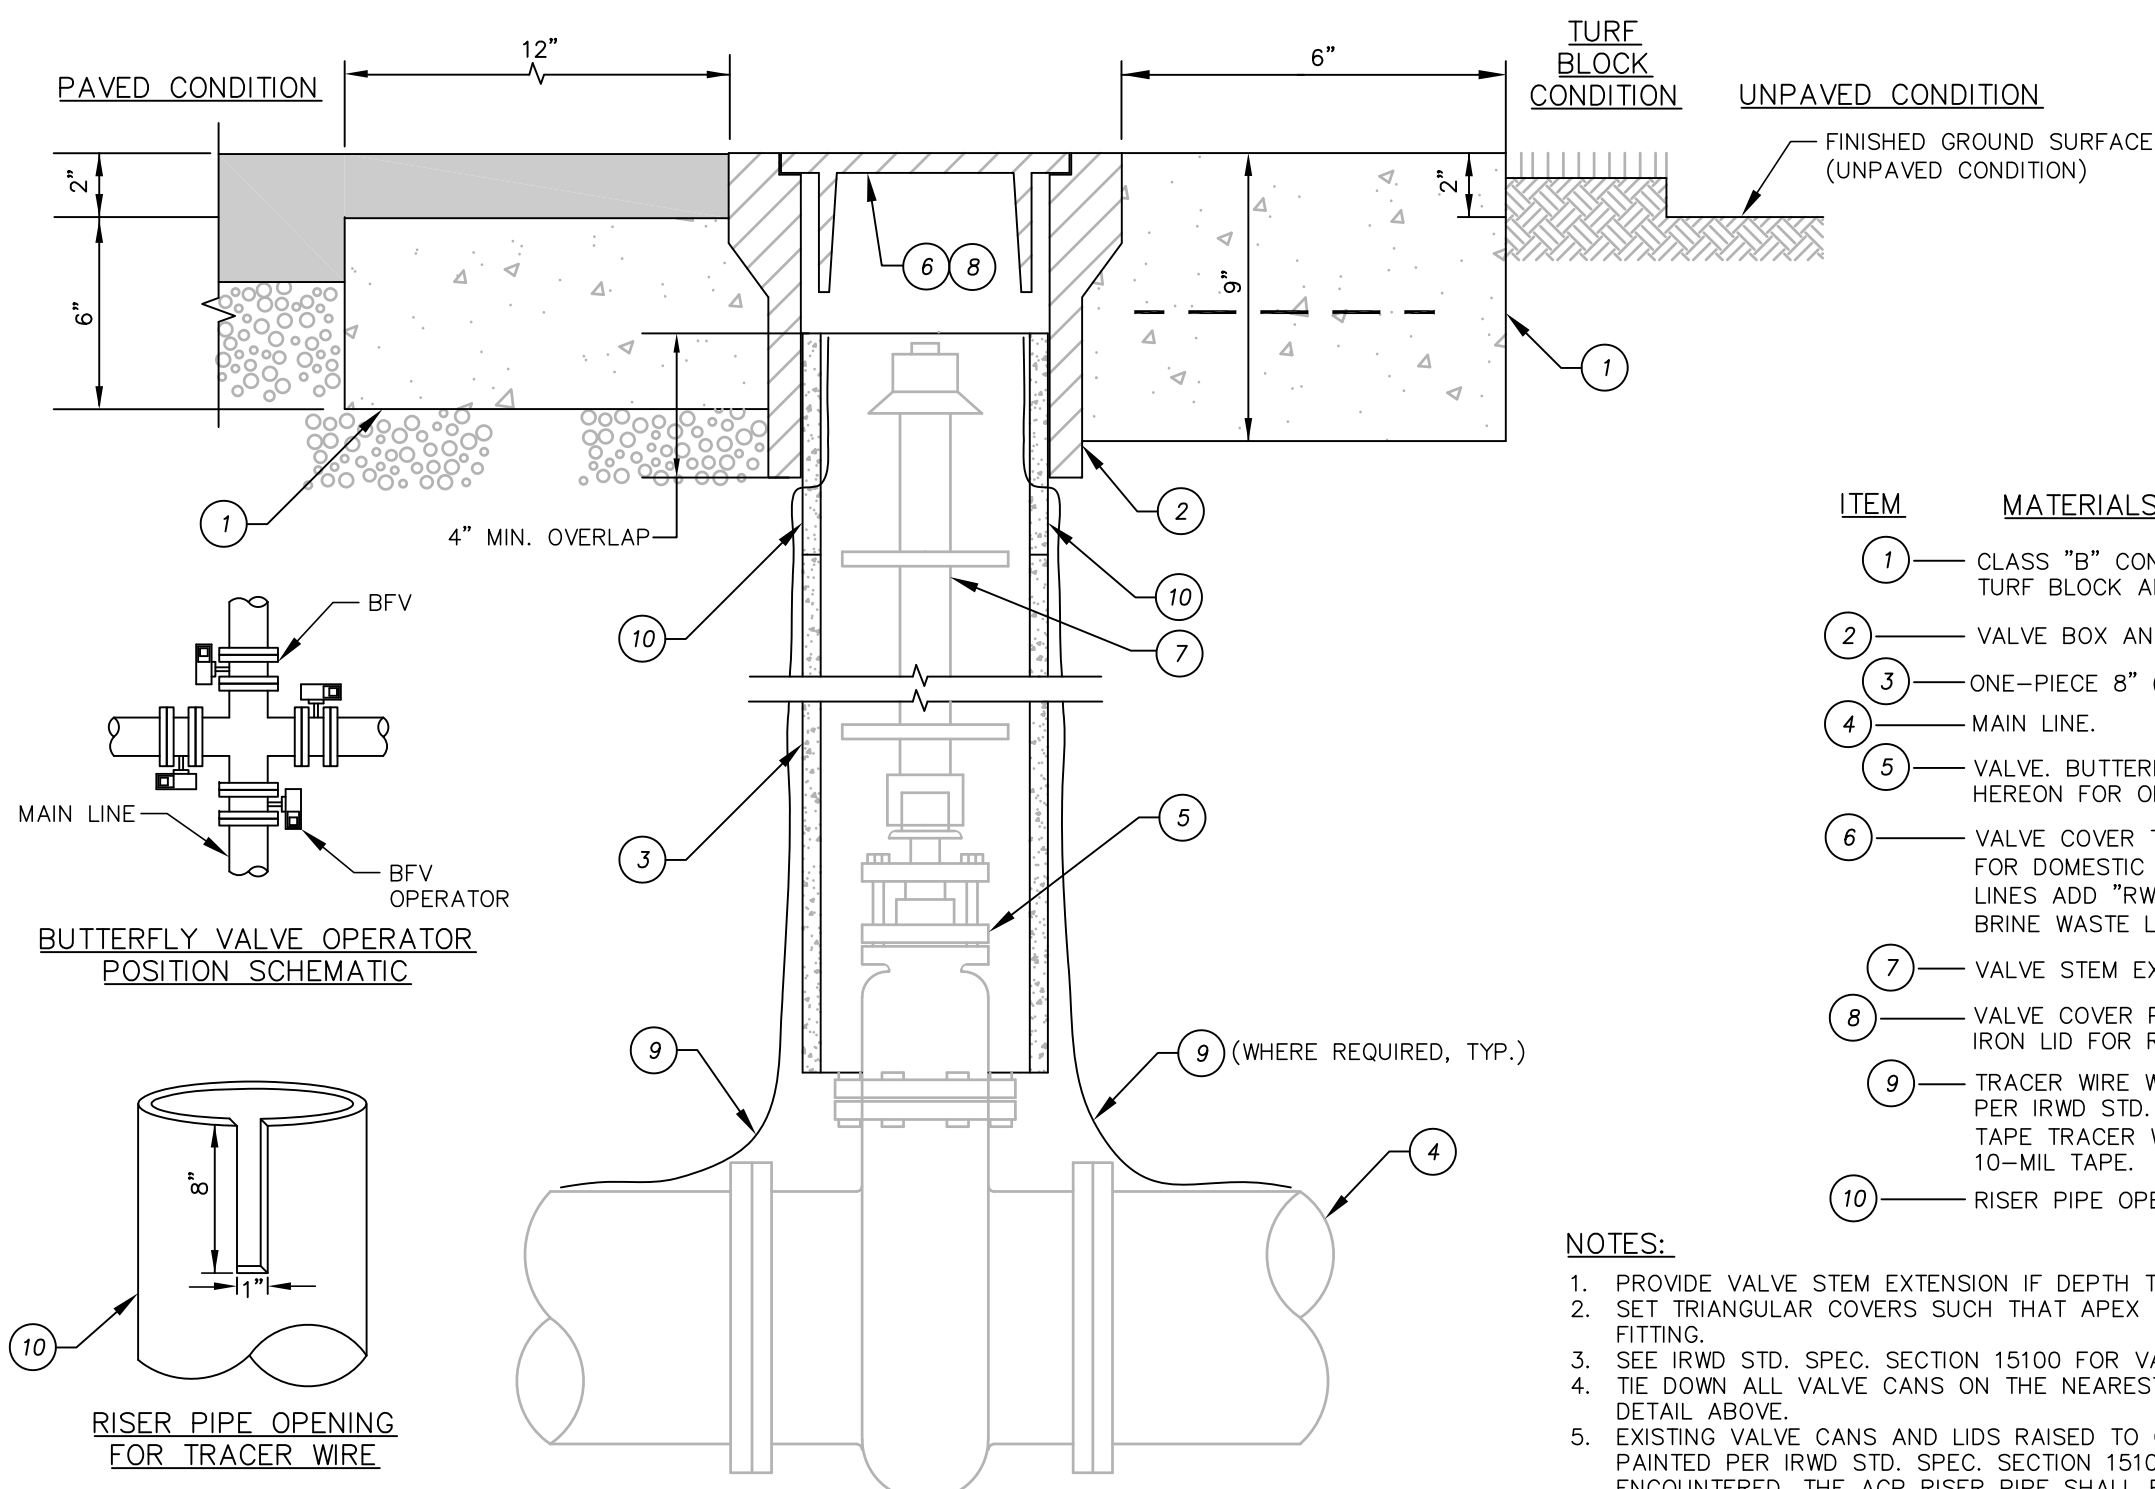 PAVED CONDITION
12"
6"
TURF
BLOCK
CONDITION
UNPAVED CONDITION
FINISHED GROUND SURFACE
(UNPAVED CONDITION)
2"
6"
2"
9"
6 8
1
1
2
4" MIN. OVERLAP
10
10
7
3
5
9
9 (WHERE REQUIRED, TYP.)
4
BFV
MAIN LINE
BFV
OPERATOR
BUTTERFLY VALVE OPERATOR
POSITION SCHEMATIC
8"
1"
10
RISER PIPE OPENING
FOR TRACER WIRE
ITEM MATERIALS
1 CLASS "B"
TURF BLOCK
2 VALVE BOX
3 ONE-PIECE 8"
4 MAIN LINE.
5 VALVE.
HEREON FOR
6 VALVE COVER
FOR DOMESTIC
LINES ADD
BRINE WASTE
7 VALVE STEM
8 VALVE COVER
IRON LID FOR
9 TRACER WIRE
PER IRWD STD.
TAPE TRACER
10-MIL TAPE.
10 RISER PIPE
NOTES:
1. PROVIDE VALVE STEM EXTENSION IF DEPTH
2. SET TRIANGULAR COVERS SUCH THAT APEX
FITTING.
3. SEE IRWD STD. SPEC. SECTION 15100 FOR
4. TIE DOWN ALL VALVE CANS ON THE NEAREST
DETAIL ABOVE.
5. EXISTING VALVE CANS AND LIDS RAISED TO
PAINTED PER IRWD STD. SPEC. SECTION
ENCOUNTERED, THE ACP RISER PIPE SHALL